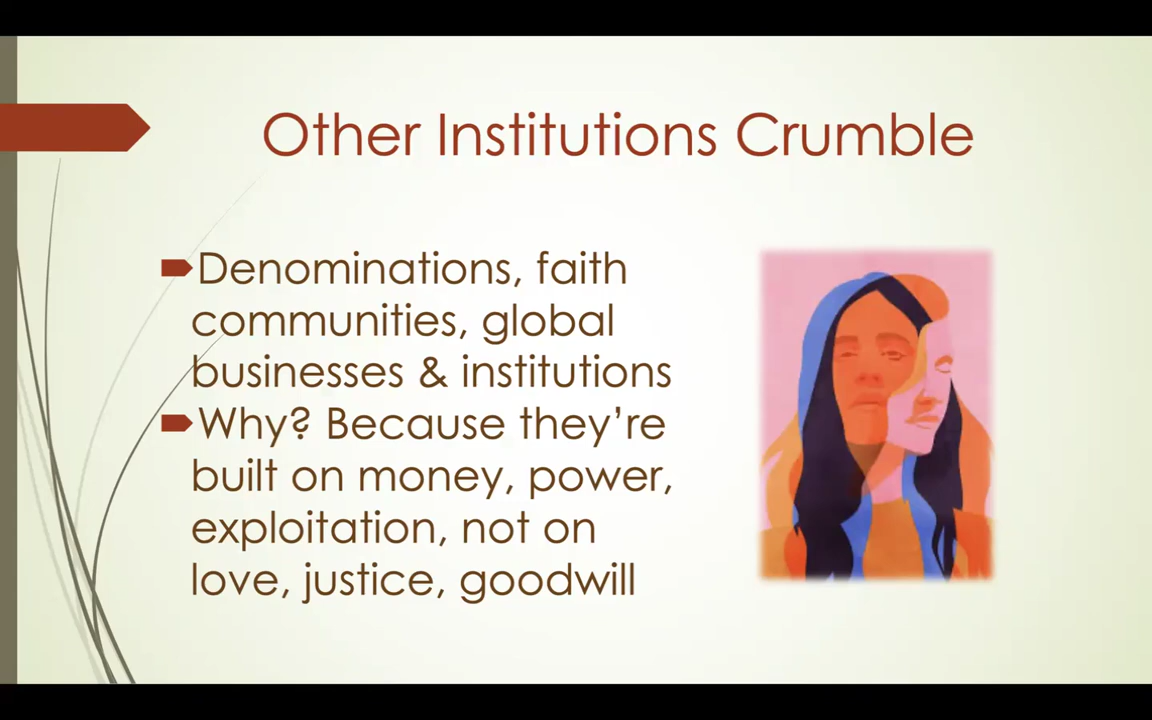 Other Institutions Crumble
Denominations, faith
communities, global
businesses & institutions
Why? Because they’re
built on money, power,
exploitation, not on
love, justice, goodwill